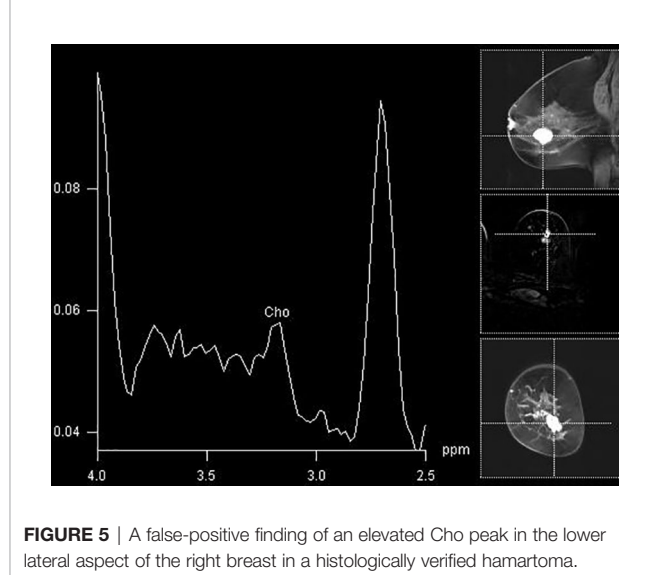 0.08
0.06
Cho
0.04
ppm
4.0 3.5 3.0 2.5
FIGURE 5 | A false-positive finding of an elevated Cho peak in the lower
lateral aspect of the right breast in a histologically verified hamartoma.